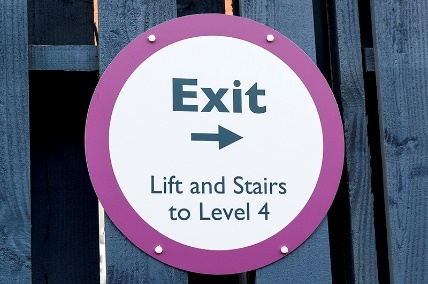 Exit
→
Lift and Stairs
to Level 4